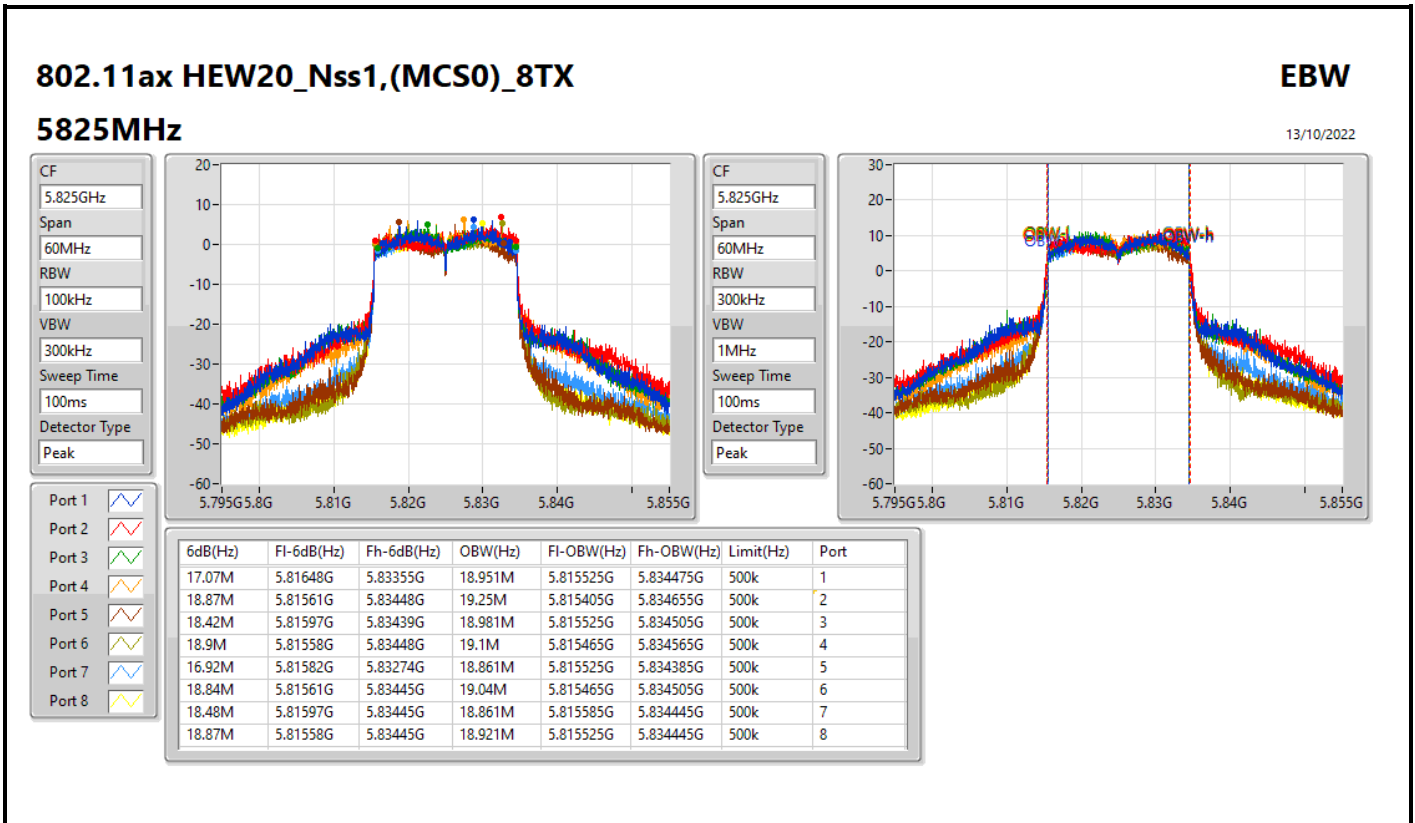 802.11ax HEW20_Nss1,(MCS0)_8TX
EBW
5825MHz
13/10/2022
CF
5.825GHz
Span
60MHz
RBW
100kHz
VBW
300kHz
Sweep Time
100ms
Detector Type
Peak
20
10
0
-10
-20
-30
-40
-50
-60
5.795G 5.8G 5.81G 5.82G 5.83G 5.84G 5.855G
CF
5.825GHz
Span
60MHz
RBW
300kHz
VBW
1MHz
Sweep Time
100ms
Detector Type
Peak
30
20
10
0
-10
-20
-30
-40
-50
-60
OBW-l OBW-h
5.795G 5.8G 5.81G 5.82G 5.83G 5.84G 5.855G
Port 1
Port 2
Port 3
Port 4
Port 5
Port 6
Port 7
Port 8
6dB(Hz) Fl-6dB(Hz) Fh-6dB(Hz) OBW(Hz) Fl-OBW(Hz) Fh-OBW(Hz) Limit(Hz) Port
17.07M 5.81648G 5.83355G 18.951M 5.815525G 5.834475G 500k 1
18.87M 5.81561G 5.83448G 19.25M 5.815405G 5.834655G 500k 2
18.42M 5.81597G 5.83439G 18.981M 5.815525G 5.834505G 500k 3
18.9M 5.81558G 5.83448G 19.1M 5.815465G 5.834565G 500k 4
16.92M 5.81582G 5.83274G 18.861M 5.815525G 5.834385G 500k 5
18.84M 5.81561G 5.83445G 19.04M 5.815465G 5.834505G 500k 6
18.48M 5.81597G 5.83445G 18.861M 5.815585G 5.834445G 500k 7
18.87M 5.81558G 5.83445G 18.921M 5.815525G 5.834445G 500k 8